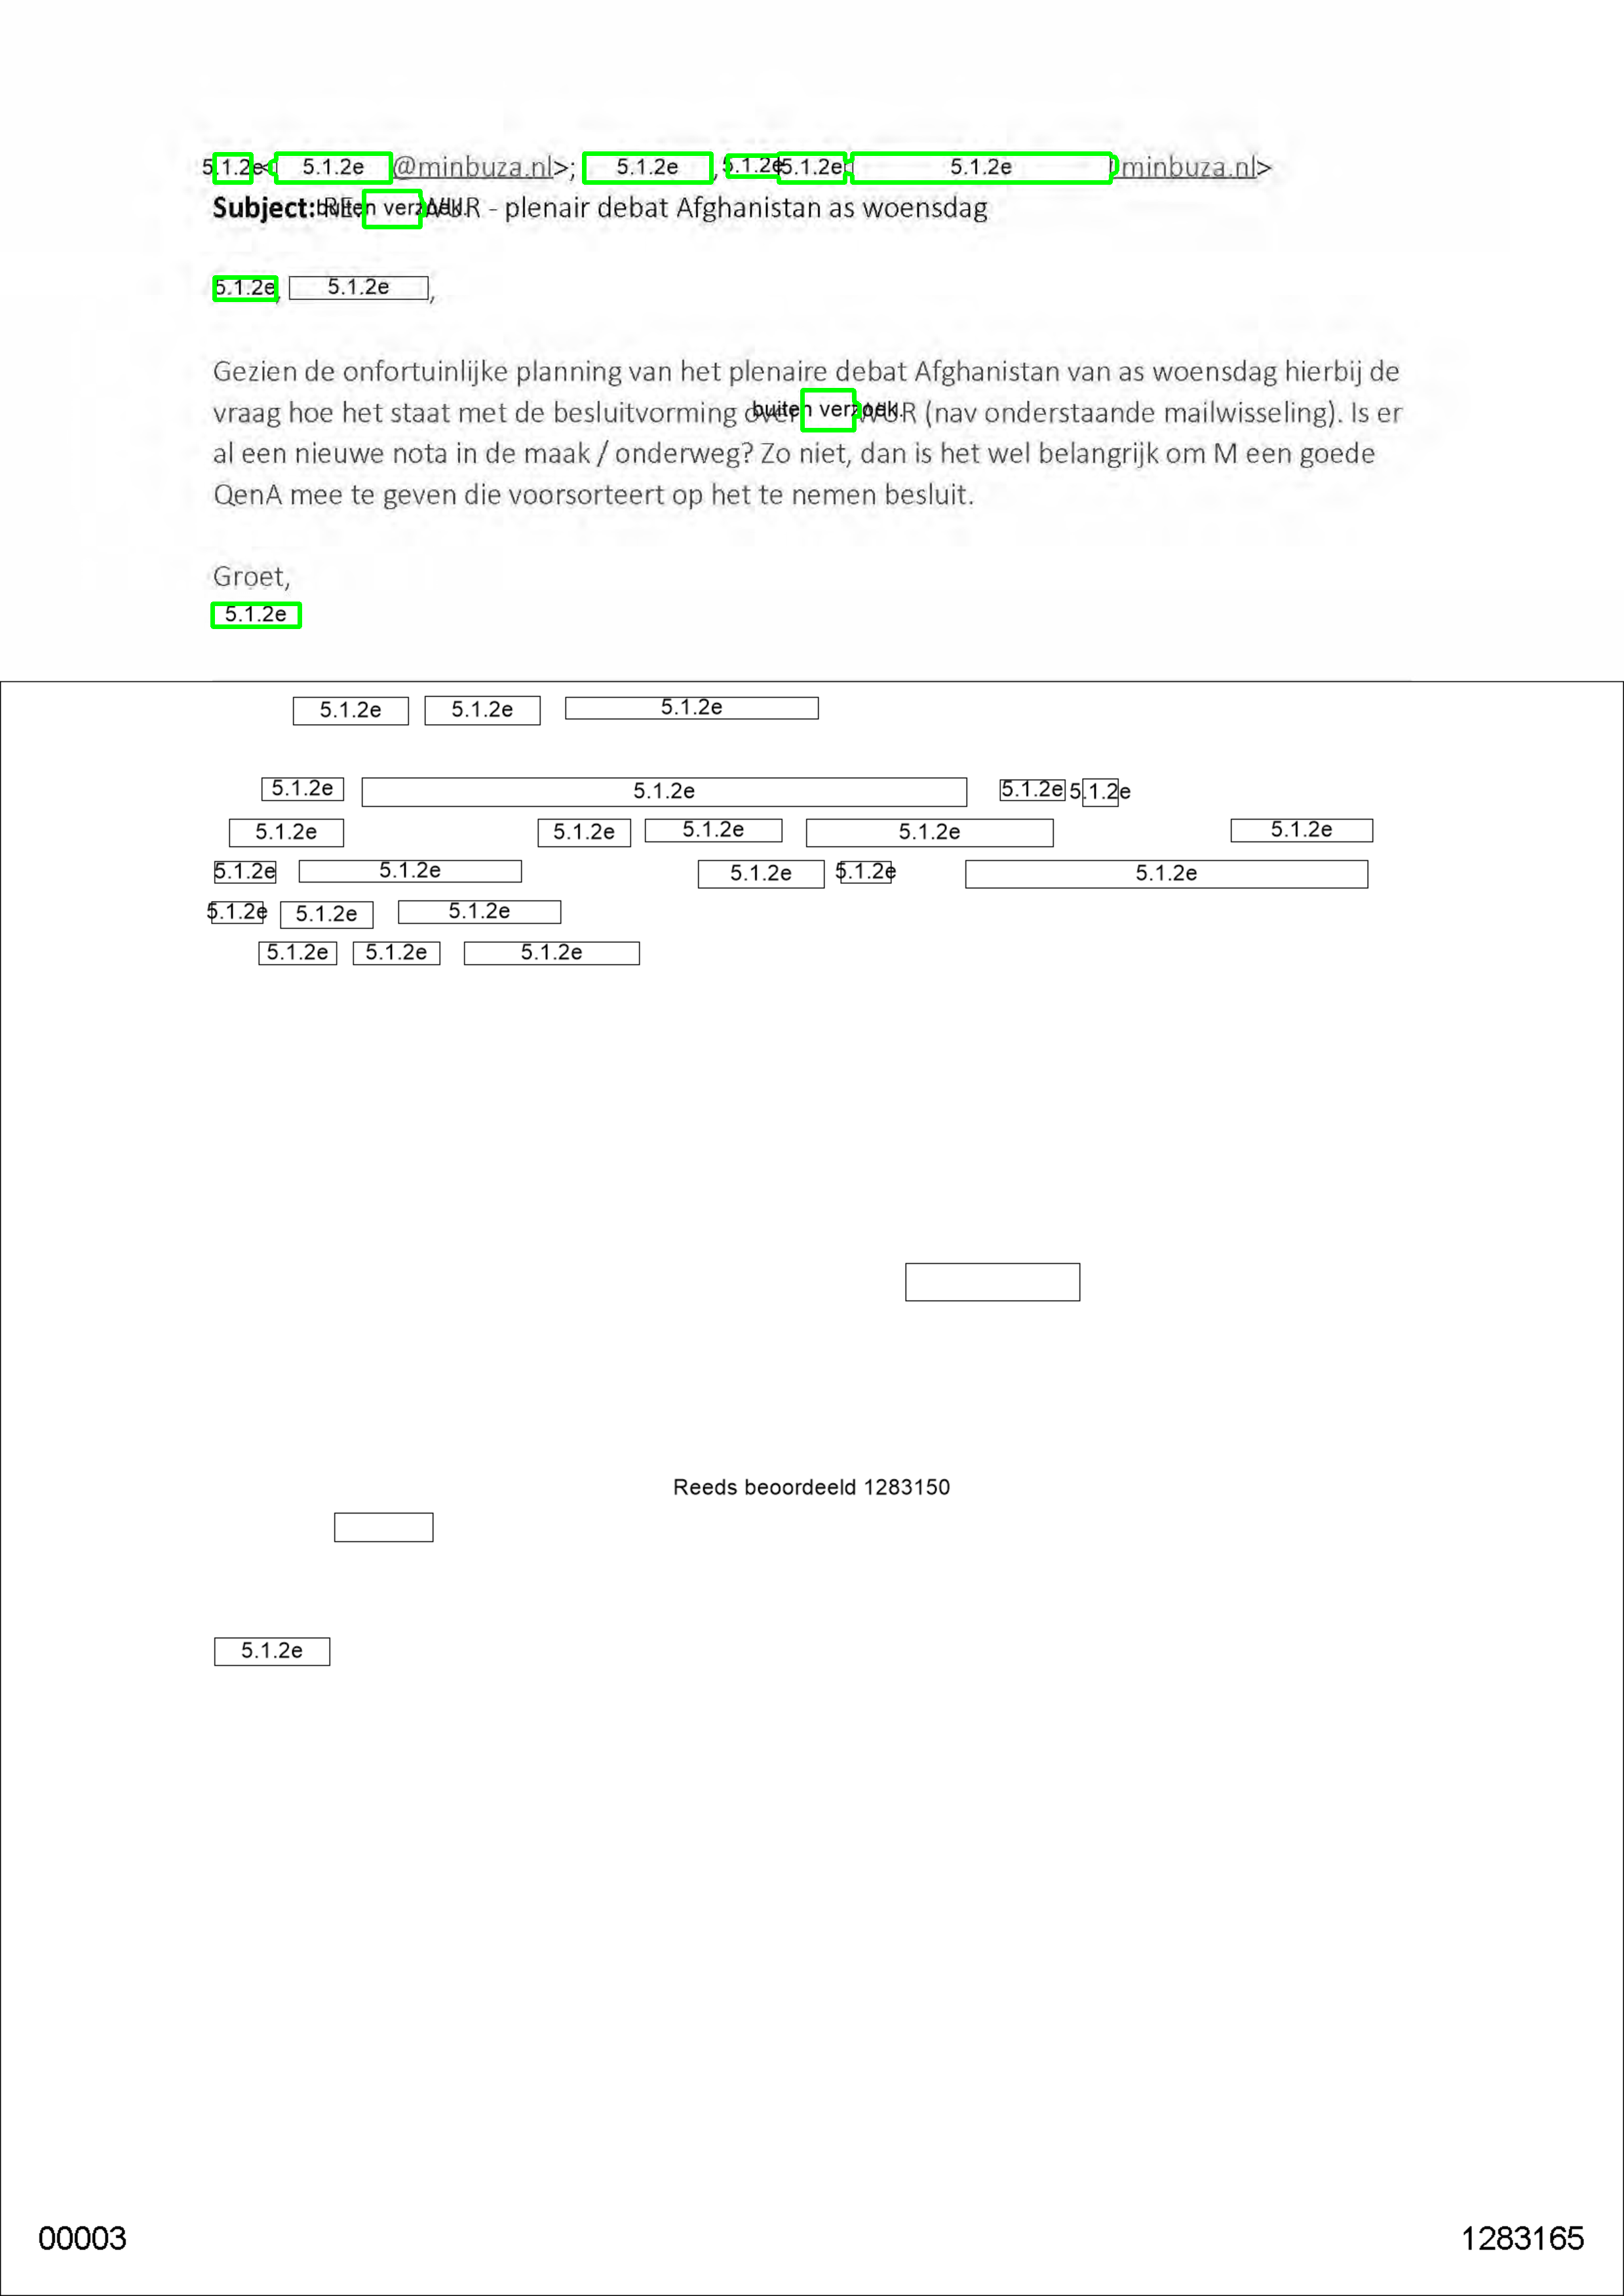 5.1.2e < 5.1.2e @minbuza.nl>; 5.1.2e , 5.1.2e 5.1.2e 5.1.2e minbuza.nl>
Subject: RE: buiten verzoek WUR - plenair debat Afghanistan as woensdag
5.1.2e, 5.1.2e ,
Gezien de onfortuinlijke planning van het plenaire debat Afghanistan van as woensdag hierbij de
vraag hoe het staat met de besluitvorming over buiten verzoek. WUR (nav onderstaande mailwisseling). Is er
al een nieuwe nota in de maak / onderweg? Zo niet, dan is het wel belangrijk om M een goede
QenA mee te geven die voorsorteert op het te nemen besluit.
Groet,
5.1.2e
5.1.2e 5.1.2e 5.1.2e
5.1.2e 5.1.2e 5.1.2e 5.1.2e
5.1.2e 5.1.2e 5.1.2e 5.1.2e 5.1.2e
5.1.2e 5.1.2e 5.1.2e 5.1.2e 5.1.2e
5.1.2e 5.1.2e 5.1.2e
5.1.2e 5.1.2e 5.1.2e
Reeds beoordeeld 1283150
5.1.2e
00003 1283165